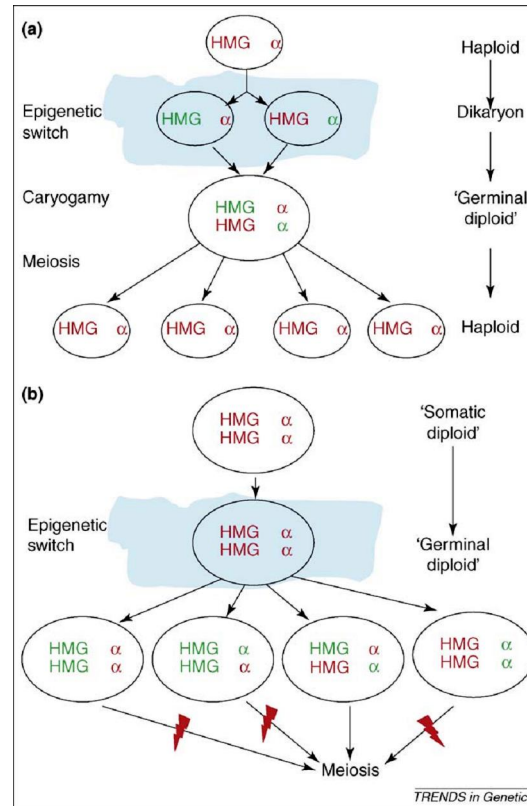 (a)
HMG α
Haploid
Epigenetic
switch
HMG α HMG α
Dikaryon
Caryogamy
HMG α
HMG α
'Germinal
diploid'
Meiosis
HMG α HMG α HMG α HMG α
Haploid
(b)
HMG α
HMG α
'Somatic
diploid'
Epigenetic
switch
HMG α
HMG α
'Germinal
diploid'
HMG α HMG α HMG α HMG α
HMG α HMG α HMG α HMG α
Meiosis
TRENDS in Genetic